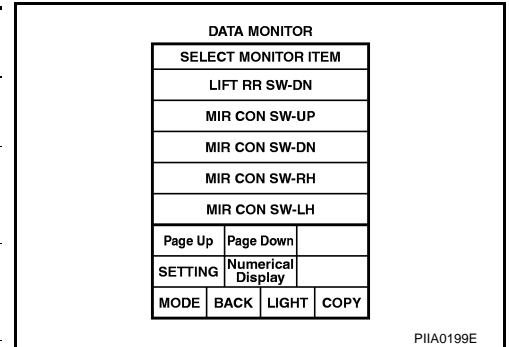 DATA MONITOR
SELECT MONITOR ITEM
LIFT RR SW-DN
MIR CON SW-UP
MIR CON SW-DN
MIR CON SW-RH
MIR CON SW-LH
Page Up Page Down
SETTING Numerical Display
MODE BACK LIGHT COPY
PIIA0199E